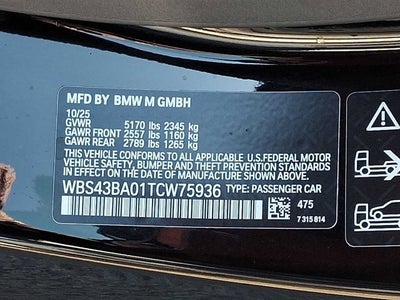 MFD BY BMW M GMBH
10/25
GVWR 5170 lbs 2345 kg
GAWR FRONT 2557 lbs 1160 kg
GAWR REAR 2789 lbs 1265 kg
THIS VEHICLE CONFORMS TO ALL APPLICABLE U.S.FEDERAL MOTOR
VEHICLE SAFETY, BUMPER, AND THEFT PREVENTION STANDARDS
IN EFFECT ON THE DATE OF MANUFACTURE SHOWN ABOVE.
WBS43BA01TCW75936 TYPE: PASSENGER CAR
475
7 315 814